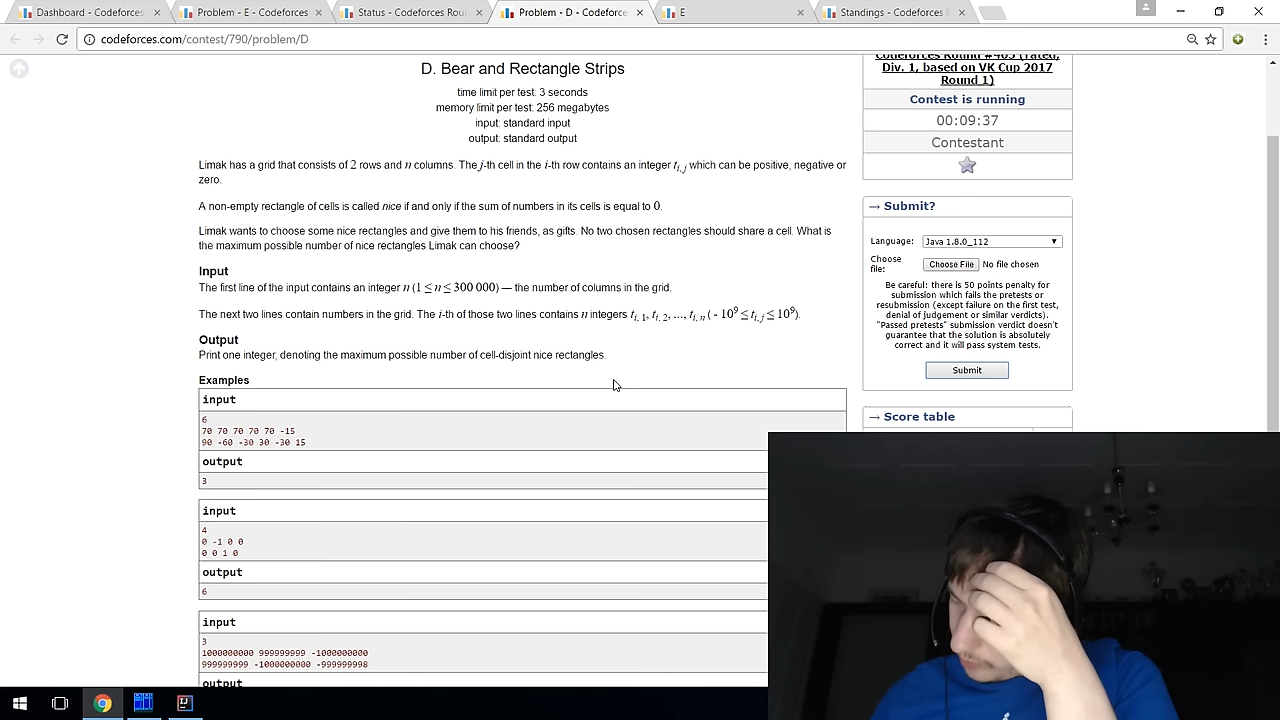 Dashboard - Codeforces
Problem - E - Codeforces
Status - Codeforces Rou
Problem - D - Codeforce
E
Standings - Codeforces
codeforces.com/contest/790/problem/D
D. Bear and Rectangle Strips
time limit per test: 3 seconds
memory limit per test: 256 megabytes
input: standard input
output: standard output
Limak has a grid that consists of 2 rows and n columns. The j-th cell in the i-th row contains an integer t i, j which can be positive, negative or
zero.
A non-empty rectangle of cells is called nice if and only if the sum of numbers in its cells is equal to 0.
Limak wants to choose some nice rectangles and give them to his friends, as gifts. No two chosen rectangles should share a cell. What is
the maximum possible number of nice rectangles Limak can choose?
Input
The first line of the input contains an integer n (1 ≤ n ≤ 300 000) — the number of columns in the grid.
The next two lines contain numbers in the grid. The i-th of those two lines contains n integers t i, 1, t i, 2, ..., t i, n ( - 10^9 ≤ t i, j ≤ 10^9).
Output
Print one integer, denoting the maximum possible number of cell-disjoint nice rectangles.
Examples
input
6
70 70 70 70 70 -15
90 -60 -30 30 -30 15
output
3
input
4
0 -1 0 0
0 0 1 0
output
6
input
3
1000000000 999999999 -1000000000
999999999 -1000000000 -999999998
output
Codeforces Round #405 (rated,
Div. 1, based on VK Cup 2017
Round 1)
Contest is running
00:09:37
Contestant
→ Submit?
Language:
Java 1.8.0_112
Choose
file:
Choose File No file chosen
Be careful: there is 50 points penalty for
submission which fails the pretests or
resubmission (except failure on the first test,
denial of judgement or similar verdicts).
"Passed pretests" submission verdict doesn't
guarantee that the solution is absolutely
correct and it will pass system tests.
Submit
→ Score table